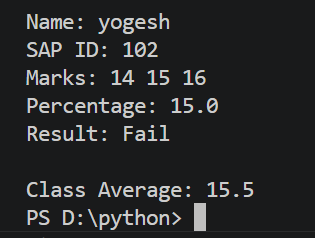 Name: yogesh
SAP ID: 102
Marks: 14 15 16
Percentage: 15.0
Result: Fail
Class Average: 15.5
PS D:\python>